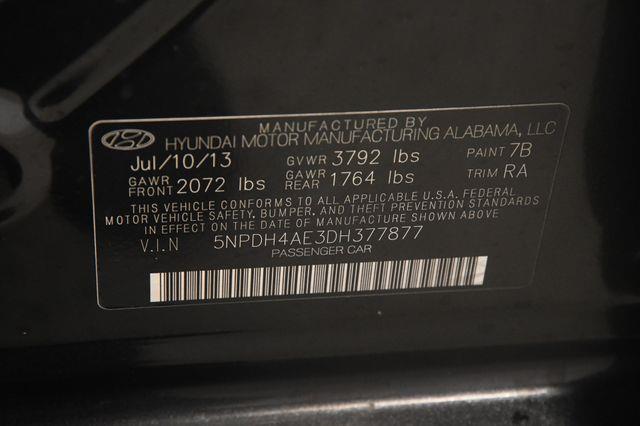 MANUFACTURED BY
HYUNDAI MOTOR MANUFACTURING ALABAMA, LLC
Jul/10/13 GVWR 3792 lbs PAINT 7B
GAWR FRONT 2072 lbs GAWR REAR 1764 lbs TRIM RA
THIS VEHICLE CONFORMS TO ALL APPLICABLE U.S.A. FEDERAL
MOTOR VEHICLE SAFETY, BUMPER, AND THEFT PREVENTION STANDARDS
IN EFFECT ON THE DATE OF MANUFACTURE SHOWN ABOVE
V.I.N 5NPDH4AE3DH377877
PASSENGER CAR